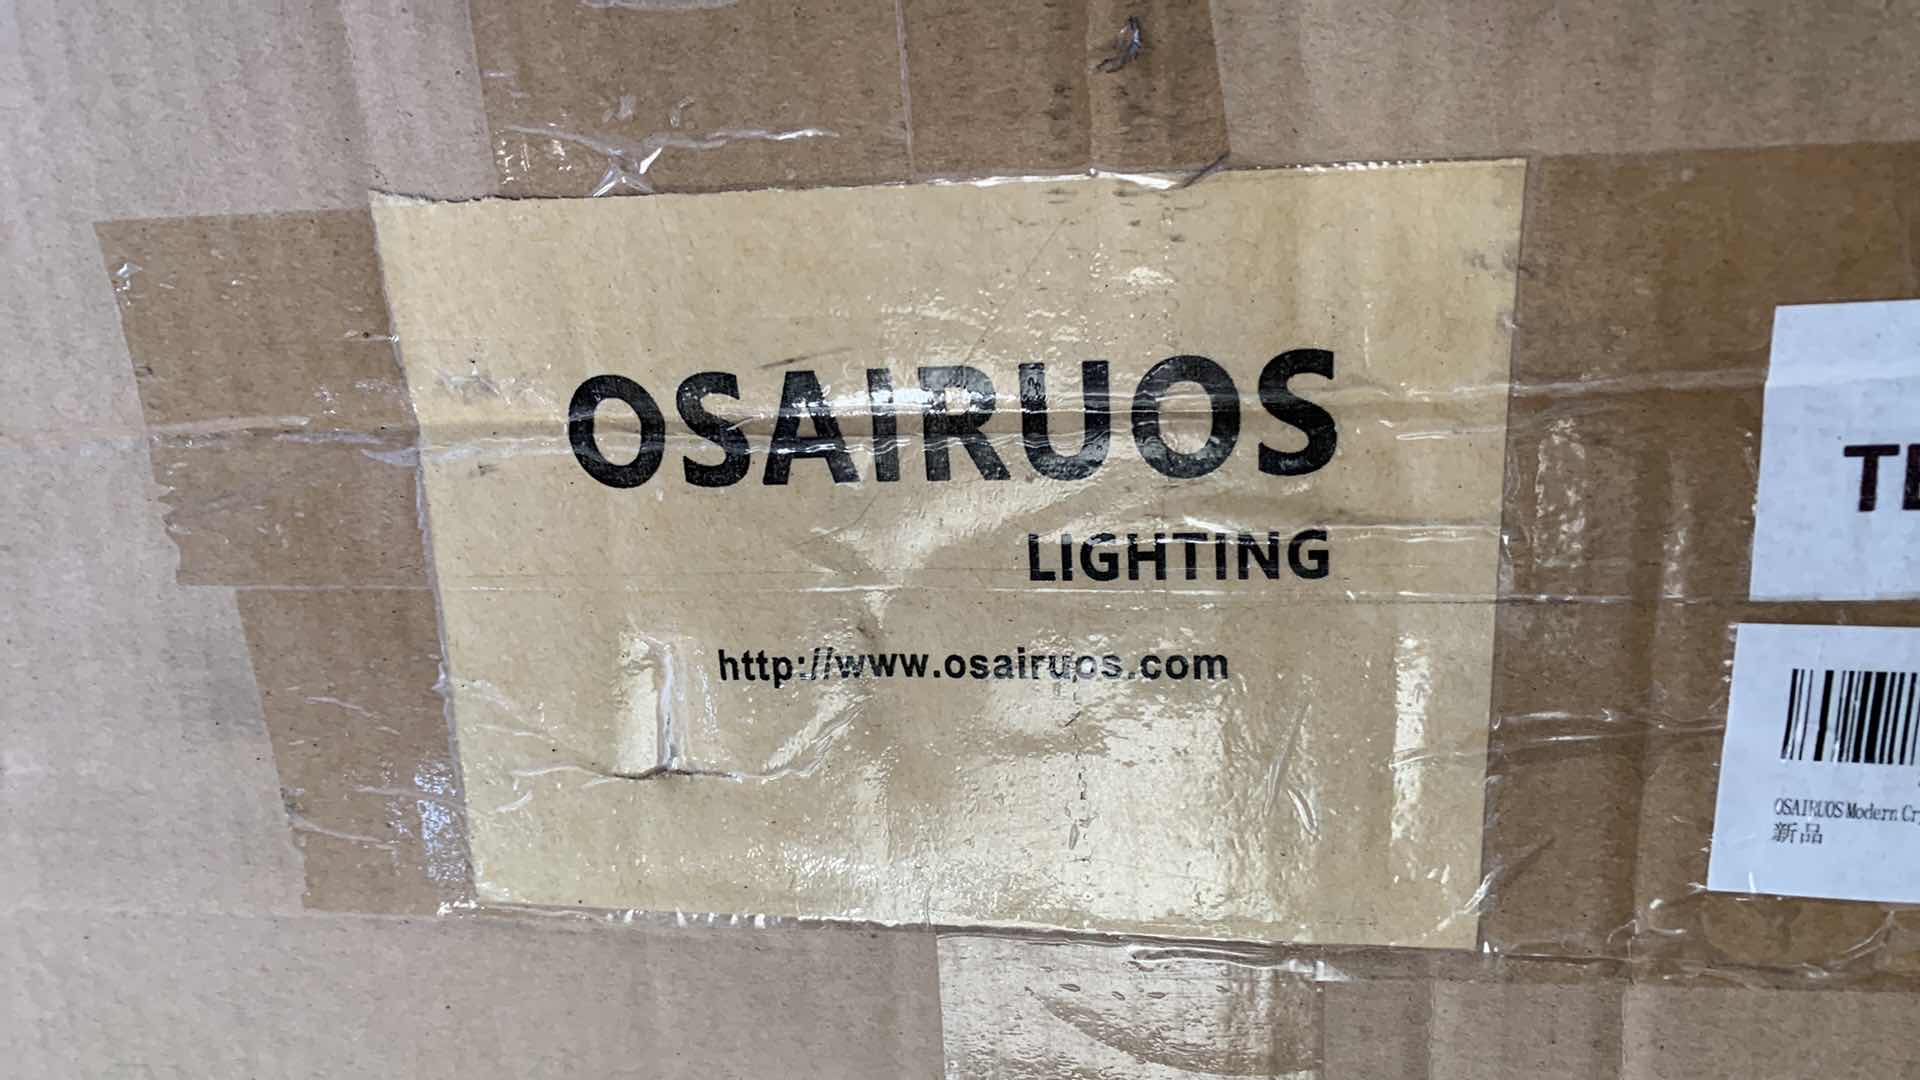 OSAIRUOS
LIGHTING
http://www.osairuos.com
OSAIRUOS Modern
新品